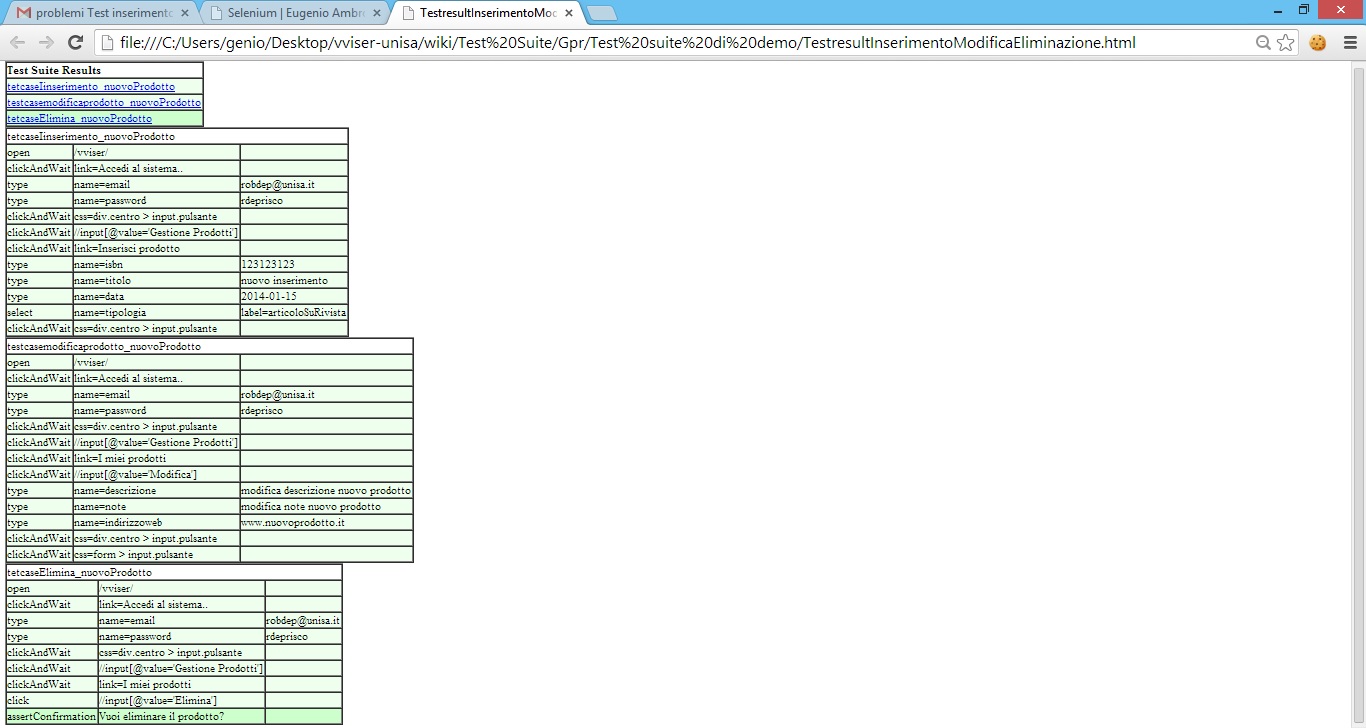 problemi Test inserimento
Selenium | Eugenio Ambr
TestresultInserimentoMod
file:///C:/Users/genio/Desktop/vviser-unisa/wiki/Test%20Suite/Gpr/Test%20suite%20di%20demo/TestresultInserimentoModificaEliminazione.html
Test Suite Results
tetcaseIinserimento_nuovoProdotto
testcasemodificaprodotto_nuovoProdotto
tetcaseElimina_nuovoProdotto
tetcaseIinserimento_nuovoProdotto
open /vviser/
clickAndWait link=Accedi al sistema..
type name=email robdep@unisa.it
type name=password rdeprisco
clickAndWait css=div.centro > input.pulsante
clickAndWait //input[@value='Gestione Prodotti']
clickAndWait link=Inserisci prodotto
type name=isbn 123123123
type name=titolo nuovo inserimento
type name=data 2014-01-15
select name=tipologia label=articoloSuRivista
clickAndWait css=div.centro > input.pulsante
testcasemodificaprodotto_nuovoProdotto
open /vviser/
clickAndWait link=Accedi al sistema..
type name=email robdep@unisa.it
type name=password rdeprisco
clickAndWait css=div.centro > input.pulsante
clickAndWait //input[@value='Gestione Prodotti']
clickAndWait link=I miei prodotti
clickAndWait //input[@value='Modifica']
type name=descrizione modifica descrizione nuovo prodotto
type name=note modifica note nuovo prodotto
type name=indirizzoweb www.nuovoprodotto.it
clickAndWait css=div.centro > input.pulsante
clickAndWait css=form > input.pulsante
tetcaseElimina_nuovoProdotto
open /vviser/
clickAndWait link=Accedi al sistema..
type name=email robdep@unisa.it
type name=password rdeprisco
clickAndWait css=div.centro > input.pulsante
clickAndWait //input[@value='Gestione Prodotti']
clickAndWait link=I miei prodotti
click //input[@value='Elimina']
assertConfirmation Vuoi eliminare il prodotto?